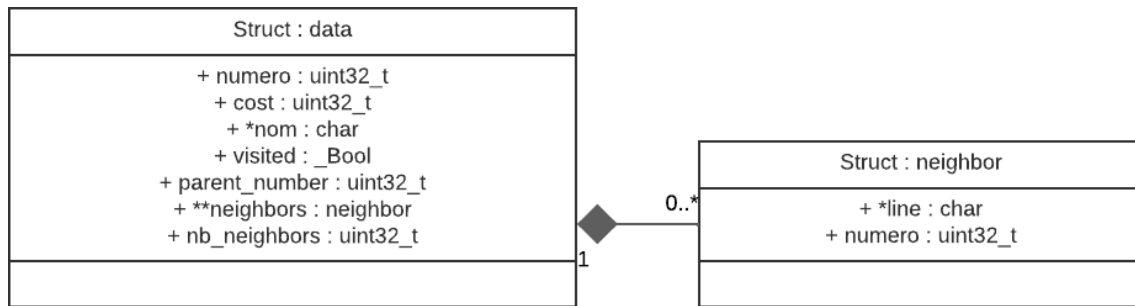 Struct : data
+ numero : uint32_t
+ cost : uint32_t
+ *nom : char
+ visited : _Bool
+ parent_number : uint32_t
+ **neighbors : neighbor
+ nb_neighbors : uint32_t
1
0..*
Struct : neighbor
+ *line : char
+ numero : uint32_t